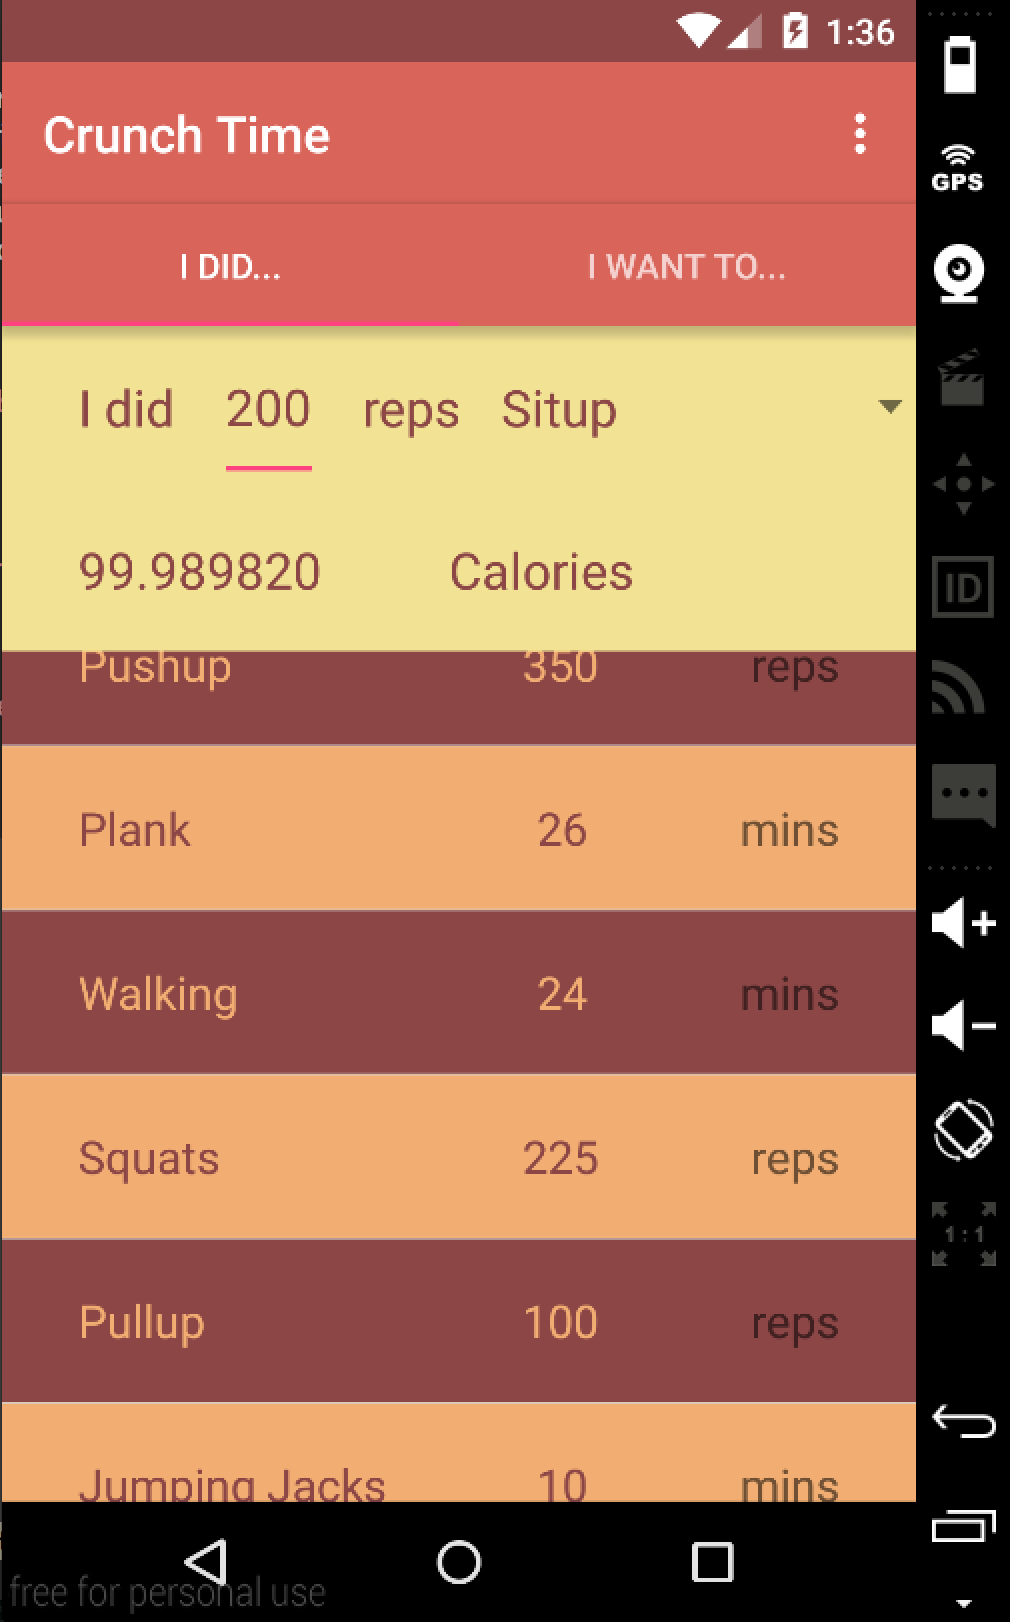 1:36
Crunch Time
GPS
I DID... I WANT TO...
I did 200 reps Situp
99.989820 Calories
ID
Pushup 350 reps
Plank 26 mins
Walking 24 mins
Squats 225 reps
1:1
Pullup 100 reps
Jumping Jacks 10 mins
free for personal use